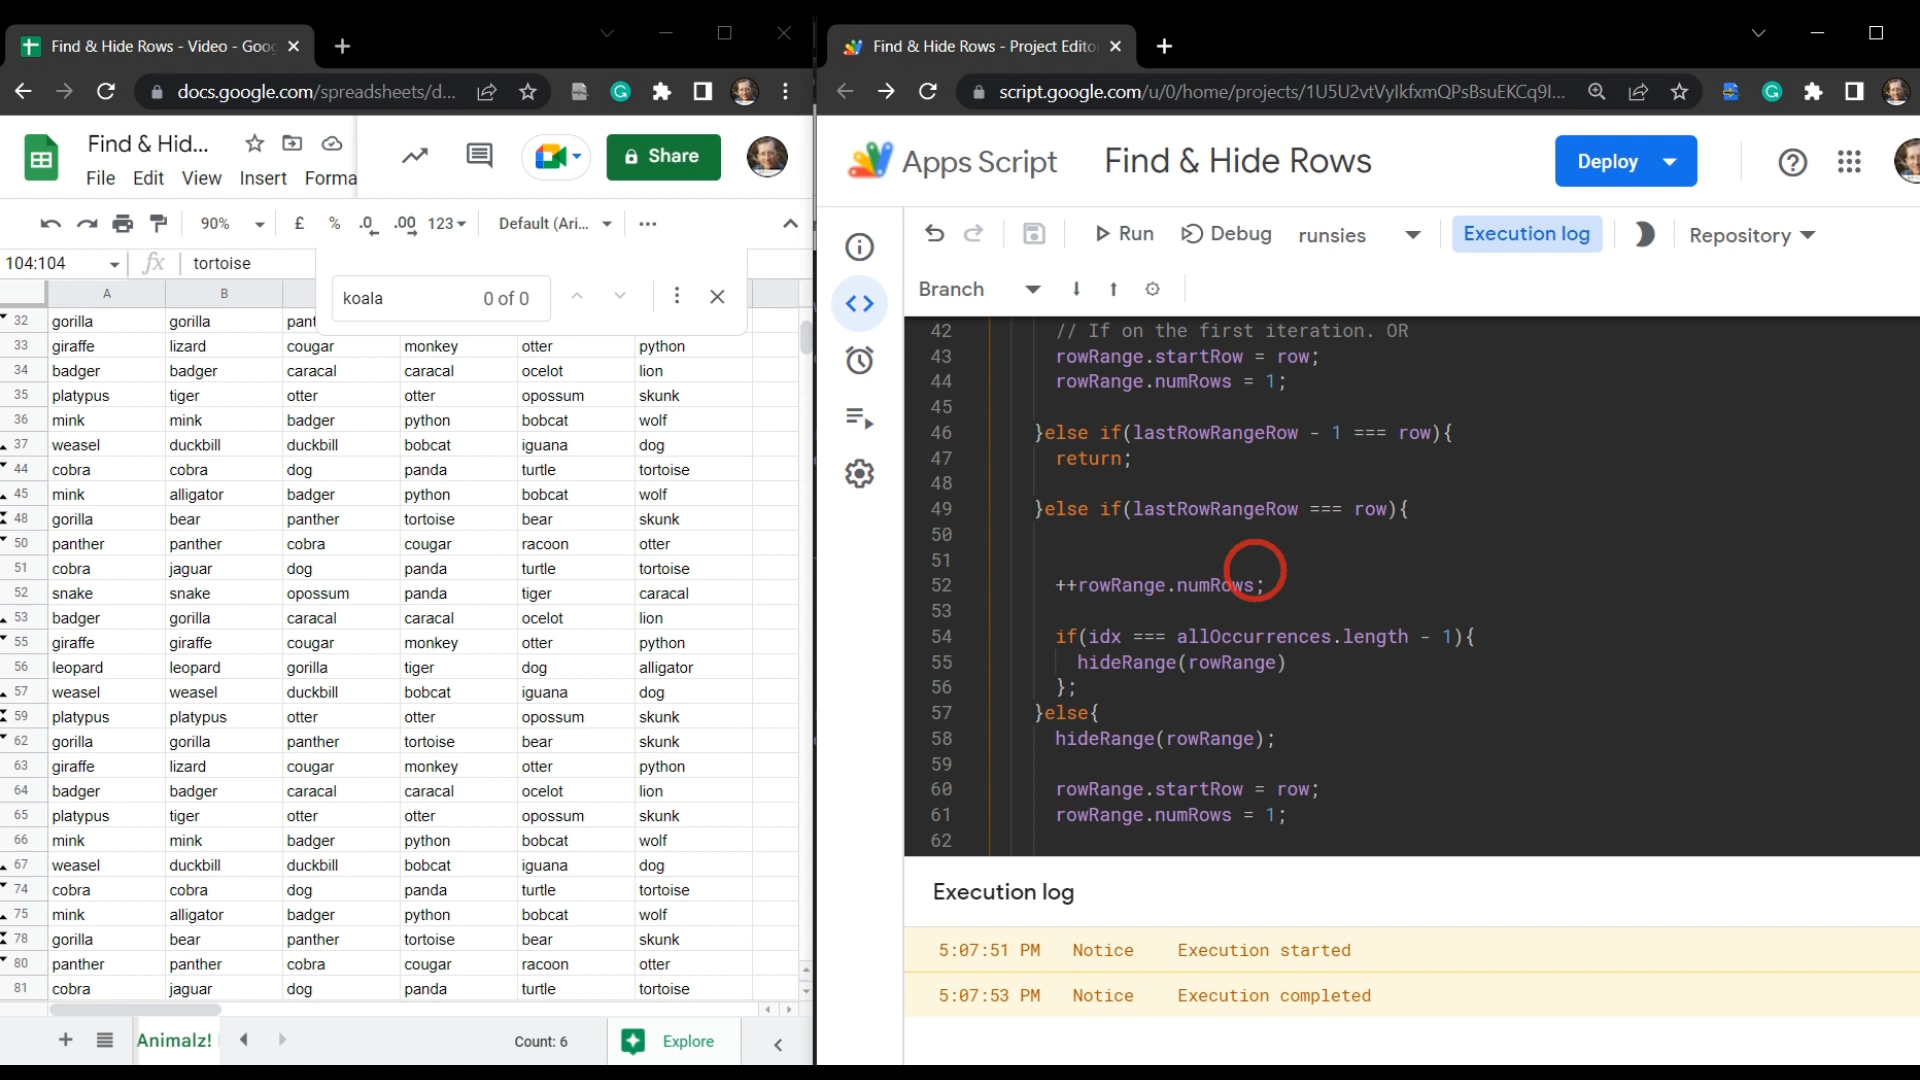 Find & Hide Rows - Video - Goog
docs.google.com/spreadsheets/d...
Find & Hid...
File Edit View Insert Forma
Share
90% £ % .0 .00 123 Default (Ari...
104:104 fx tortoise
koala 0 of 0
A B
32 gorilla gorilla pant
33 giraffe lizard cougar monkey otter python
34 badger badger caracal caracal ocelot lion
35 platypus tiger otter otter opossum skunk
36 mink mink badger python bobcat wolf
37 weasel duckbill duckbill bobcat iguana dog
44 cobra cobra dog panda turtle tortoise
45 mink alligator badger python bobcat wolf
48 gorilla bear panther tortoise bear skunk
50 panther panther cobra cougar racoon otter
51 cobra jaguar dog panda turtle tortoise
52 snake snake opossum panda tiger caracal
53 badger gorilla caracal caracal ocelot lion
55 giraffe giraffe cougar monkey otter python
56 leopard leopard gorilla tiger dog alligator
57 weasel weasel duckbill bobcat iguana dog
59 platypus platypus otter otter opossum skunk
62 gorilla gorilla panther tortoise bear skunk
63 giraffe lizard cougar monkey otter python
64 badger badger caracal caracal ocelot lion
65 platypus tiger otter otter opossum skunk
66 mink mink badger python bobcat wolf
67 weasel duckbill duckbill bobcat iguana dog
74 cobra cobra dog panda turtle tortoise
75 mink alligator badger python bobcat wolf
78 gorilla bear panther tortoise bear skunk
80 panther panther cobra cougar racoon otter
81 cobra jaguar dog panda turtle tortoise
Animalz! Count: 6 Explore
Find & Hide Rows - Project Edito
script.google.com/u/0/home/projects/1U5U2vtVyIkfxmQPsBsuEKCq9I...
Apps Script Find & Hide Rows Deploy
Run Debug runsies Execution log Repository
Branch
42 // If on the first iteration. OR
43 rowRange.startRow = row;
44 rowRange.numRows = 1;
45
46 }else if(lastRowRangeRow - 1 === row){
47 return;
48
49 }else if(lastRowRangeRow === row){
50
51
52 ++rowRange.numRows;
53
54 if(idx === allOccurrences.length - 1){
55 hideRange(rowRange)
56 };
57 }else{
58 hideRange(rowRange);
59
60 rowRange.startRow = row;
61 rowRange.numRows = 1;
62
Execution log
5:07:51 PM Notice Execution started
5:07:53 PM Notice Execution completed